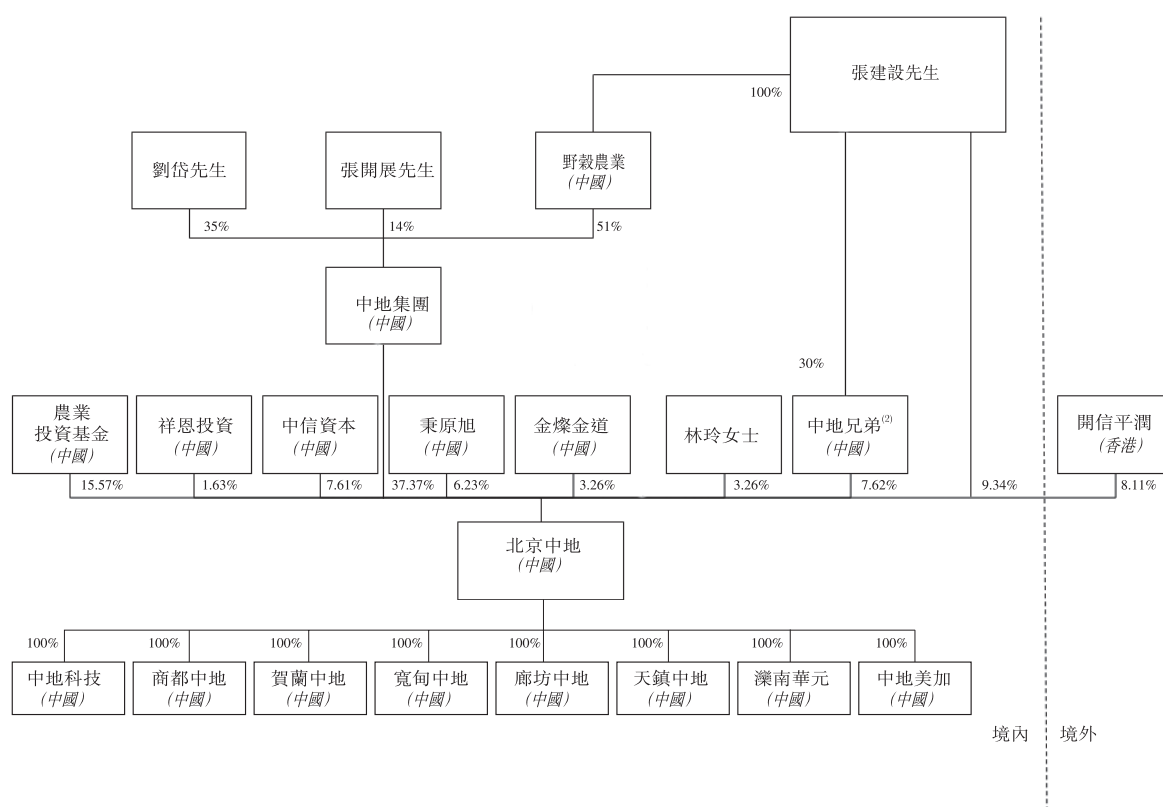 張建設先生
100%
劉岱先生
張開展先生
野穀農業
（中國）
35%
14%
51%
中地集團
（中國）
30%
農業
投資基金
（中國）
祥恩投資
（中國）
中信資本
（中國）
秉原旭
（中國）
金燦金道
（中國）
林玲女士
中地兄弟(2)
（中國）
開信平潤
（香港）
15.57%
1.63%
7.61%
37.37%
6.23%
3.26%
3.26%
7.62%
9.34%
8.11%
北京中地
（中國）
100%
100%
100%
100%
100%
100%
100%
100%
中地科技
（中國）
商都中地
（中國）
賀蘭中地
（中國）
寬甸中地
（中國）
廊坊中地
（中國）
天鎮中地
（中國）
灤南華元
（中國）
中地美加
（中國）
境內
境外